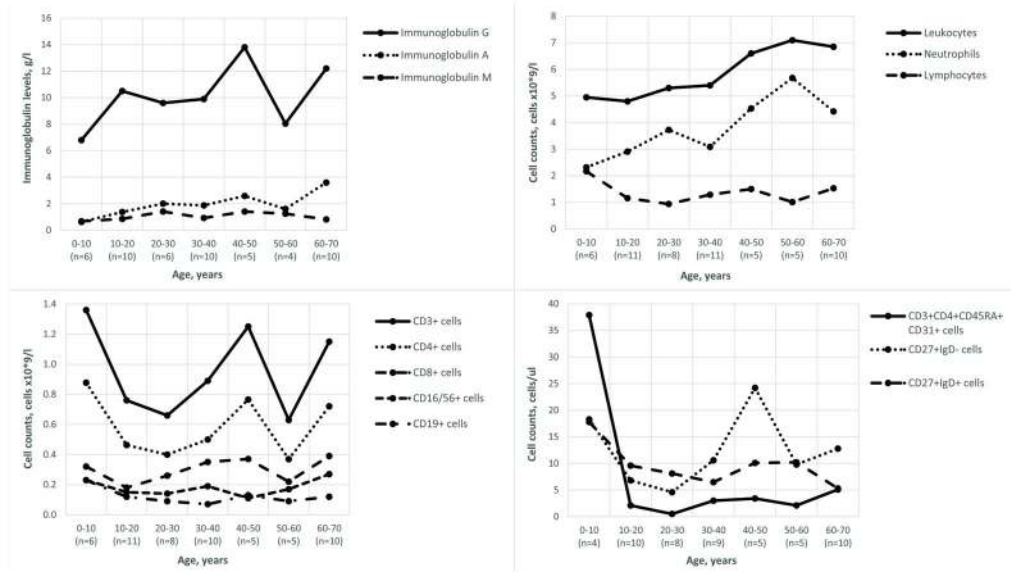 16
14
12
10
8
6
4
2
0
Immunoglobulin levels, g/l
0-10 10-20 20-30 30-40 40-50 50-60 60-70
(n=6) (n=10) (n=6) (n=10) (n=5) (n=4) (n=10)
Age, years
Immunoglobulin G
Immunoglobulin A
Immunoglobulin M
8
7
6
5
4
3
2
1
0
Cell counts, cells x10*9/l
0-10 10-20 20-30 30-40 40-50 50-60 60-70
(n=6) (n=11) (n=8) (n=11) (n=5) (n=5) (n=10)
Age, years
Leukocytes
Neutrophils
Lymphocytes
1.4
1.2
1.0
0.8
0.6
0.4
0.2
0.0
Cell counts, cells x10*9/l
0-10 10-20 20-30 30-40 40-50 50-60 60-70
(n=6) (n=11) (n=8) (n=10) (n=5) (n=5) (n=10)
Age, years
CD3+ cells
CD4+ cells
CD8+ cells
CD16/56+ cells
CD19+ cells
40
35
30
25
20
15
10
5
0
Cell counts, cells/ul
0-10 10-20 20-30 30-40 40-50 50-60 60-70
(n=4) (n=10) (n=8) (n=9) (n=5) (n=5) (n=10)
Age, years
CD3+CD4+CD45RA+
CD31+ cells
CD27+IgD- cells
CD27+IgD+ cells